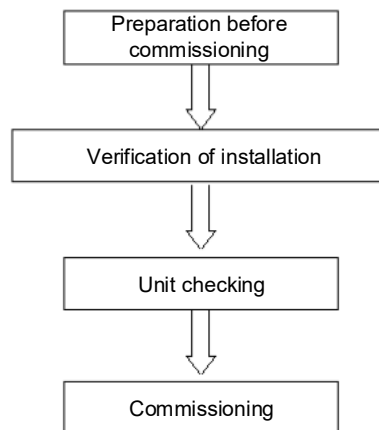 Preparation before
commissioning
Verification of installation
Unit checking
Commissioning